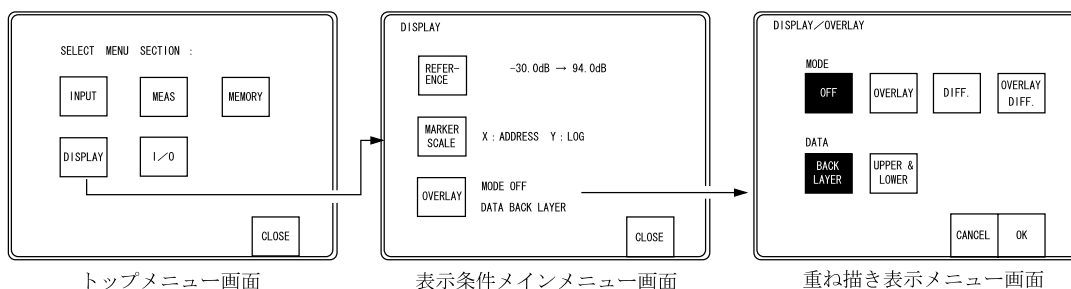 SELECT MENU SECTION :
INPUT
MEAS
MEMORY
DISPLAY
I／O
CLOSE
トップメニュー画面
DISPLAY
REFER-
ENCE
-30.0dB → 94.0dB
MARKER
SCALE
X : ADDRESS Y : LOG
OVERLAY
MODE OFF
DATA BACK LAYER
CLOSE
表示条件メインメニュー画面
DISPLAY／OVERLAY
MODE
OFF
OVERLAY
DIFF.
OVERLAY
DIFF.
DATA
BACK
LAYER
UPPER &
LOWER
CANCEL
OK
重ね描き表示メニュー画面